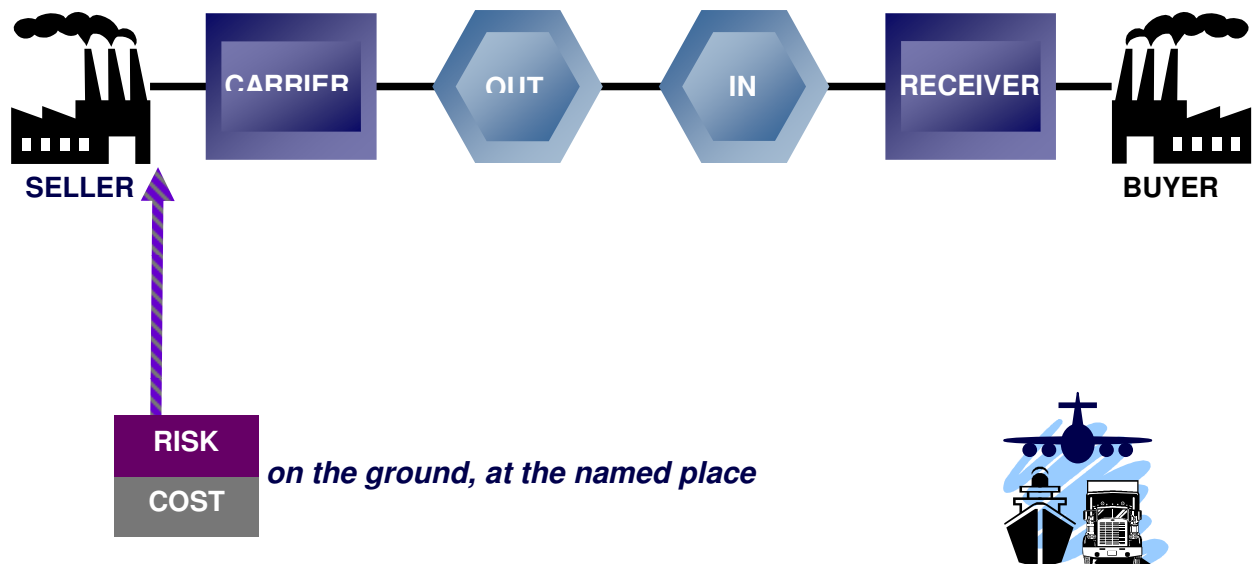 CARRIER
OUT
IN
RECEIVER
SELLER
BUYER
RISK
COST
on the ground, at the named place